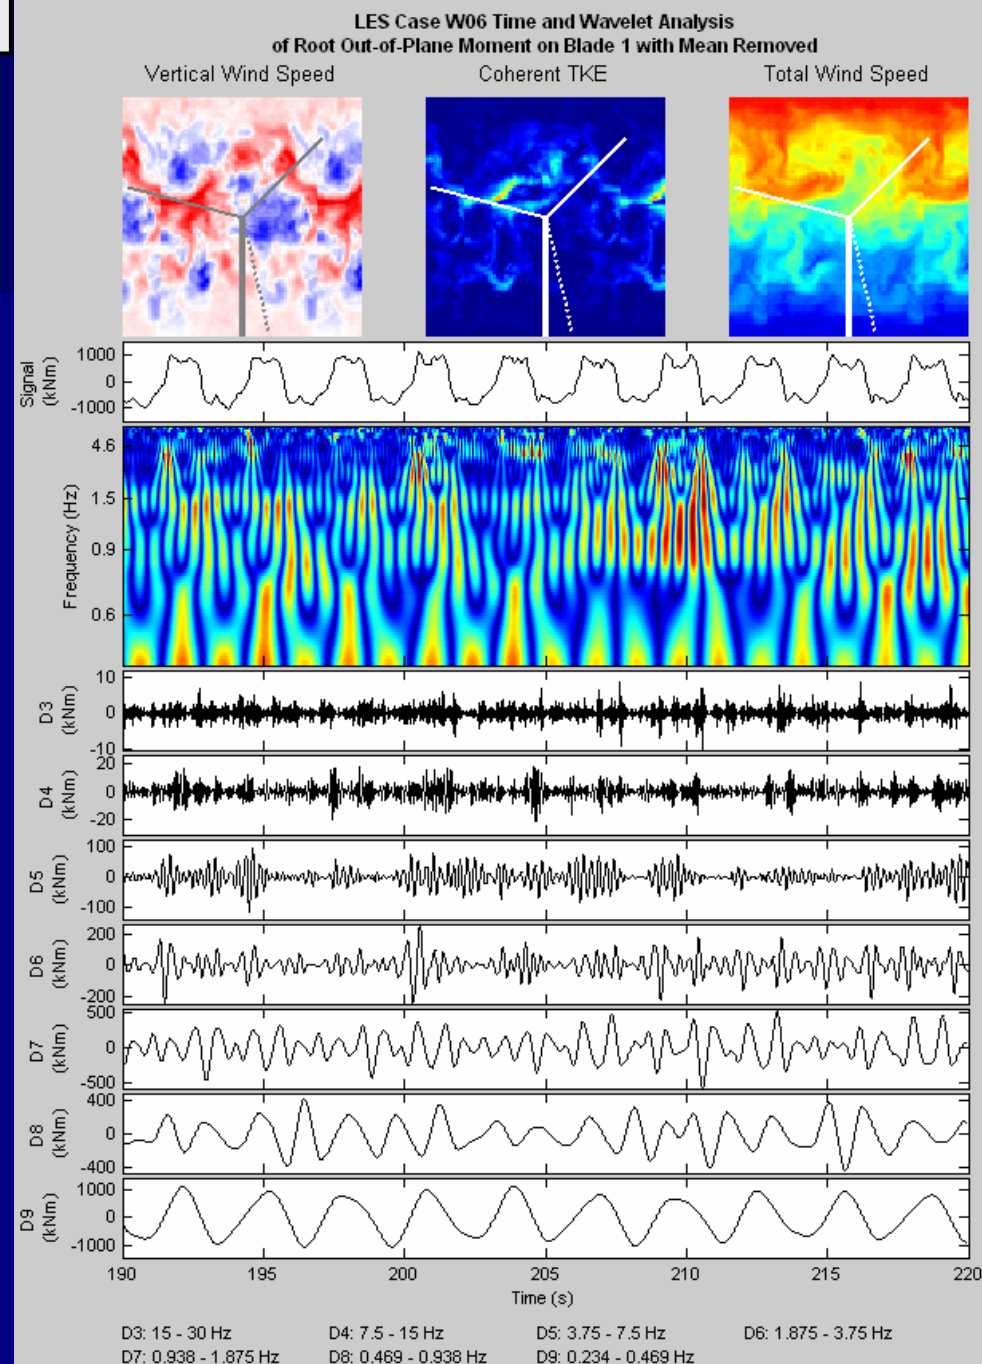 LES Case W06 Time and Wavelet Analysis
of Root Out-of-Plane Moment on Blade 1 with Mean Removed
Vertical Wind Speed
Coherent TKE
Total Wind Speed
Signal
(kNm)
1000
0
-1000
Frequency (Hz)
4.6
1.5
0.9
0.6
D3
(kNm)
10
0
-10
D4
(kNm)
20
0
-20
D5
(kNm)
100
0
-100
D6
(kNm)
200
0
-200
D7
(kNm)
500
0
-500
D8
(kNm)
400
0
-400
D9
(kNm)
1000
0
-1000
190 195 200 205 210 215 220
Time (s)
D3: 15 - 30 Hz D4: 7.5 - 15 Hz D5: 3.75 - 7.5 Hz D6: 1.875 - 3.75 Hz
D7: 0.938 - 1.875 Hz D8: 0.469 - 0.938 Hz D9: 0.234 - 0.469 Hz